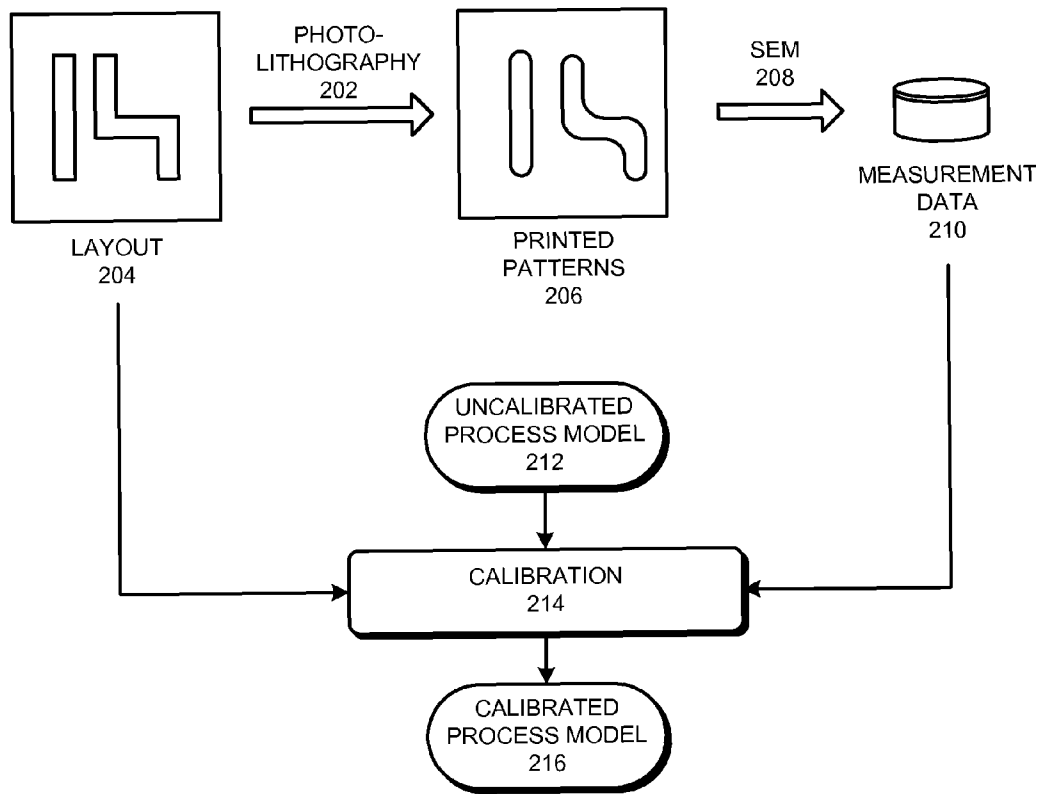 PHOTO-
LITHOGRAPHY
202
SEM
208
LAYOUT
204
PRINTED
PATTERNS
206
MEASUREMENT
DATA
210
UNCALIBRATED
PROCESS MODEL
212
CALIBRATION
214
CALIBRATED
PROCESS MODEL
216